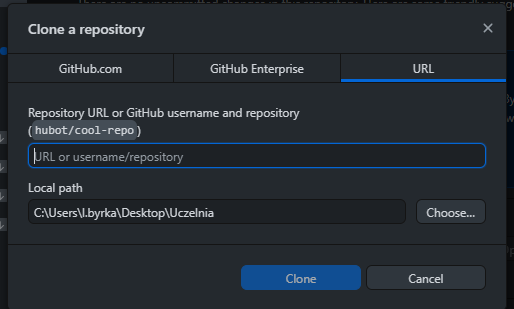 Clone a repository
GitHub.com
GitHub Enterprise
URL
Repository URL or GitHub username and repository
(hubot/cool-repo)
URL or username/repository
Local path
C:\Users\l.byrka\Desktop\Uczelnia
Choose...
Clone
Cancel